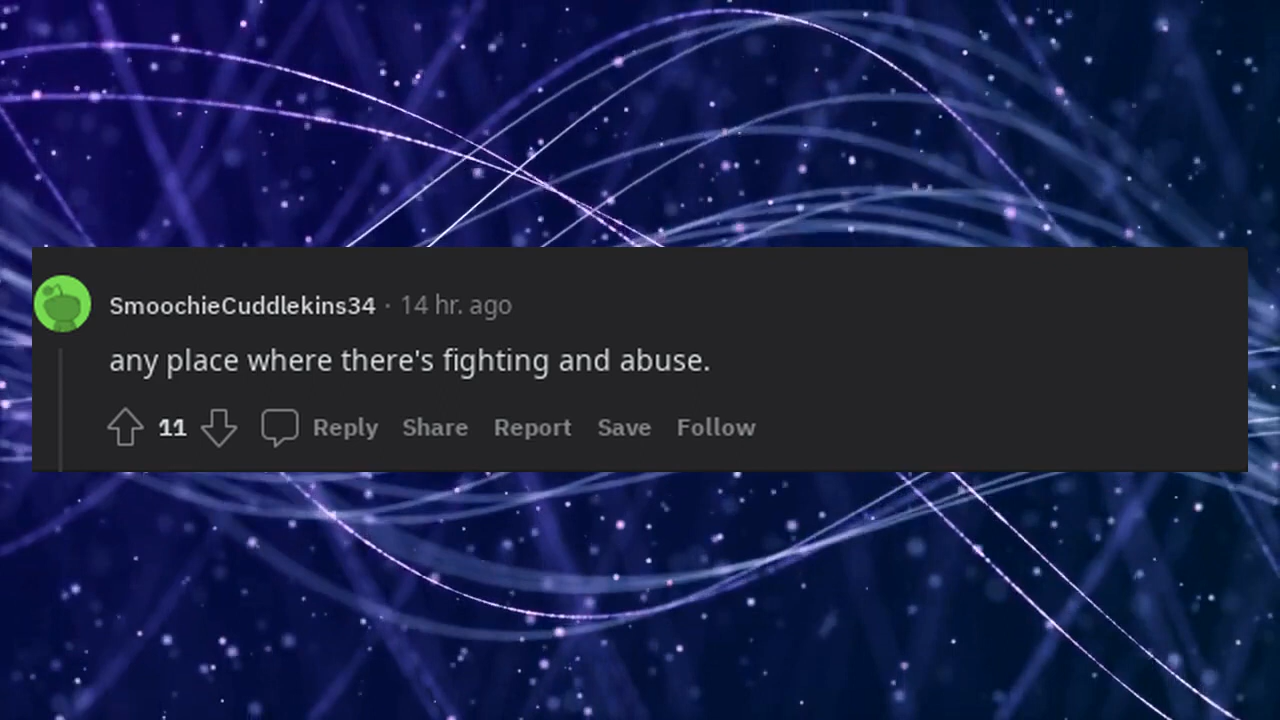 SmoochieCuddlekins34 · 14 hr. ago
any place where there's fighting and abuse.
11 Reply Share Report Save Follow